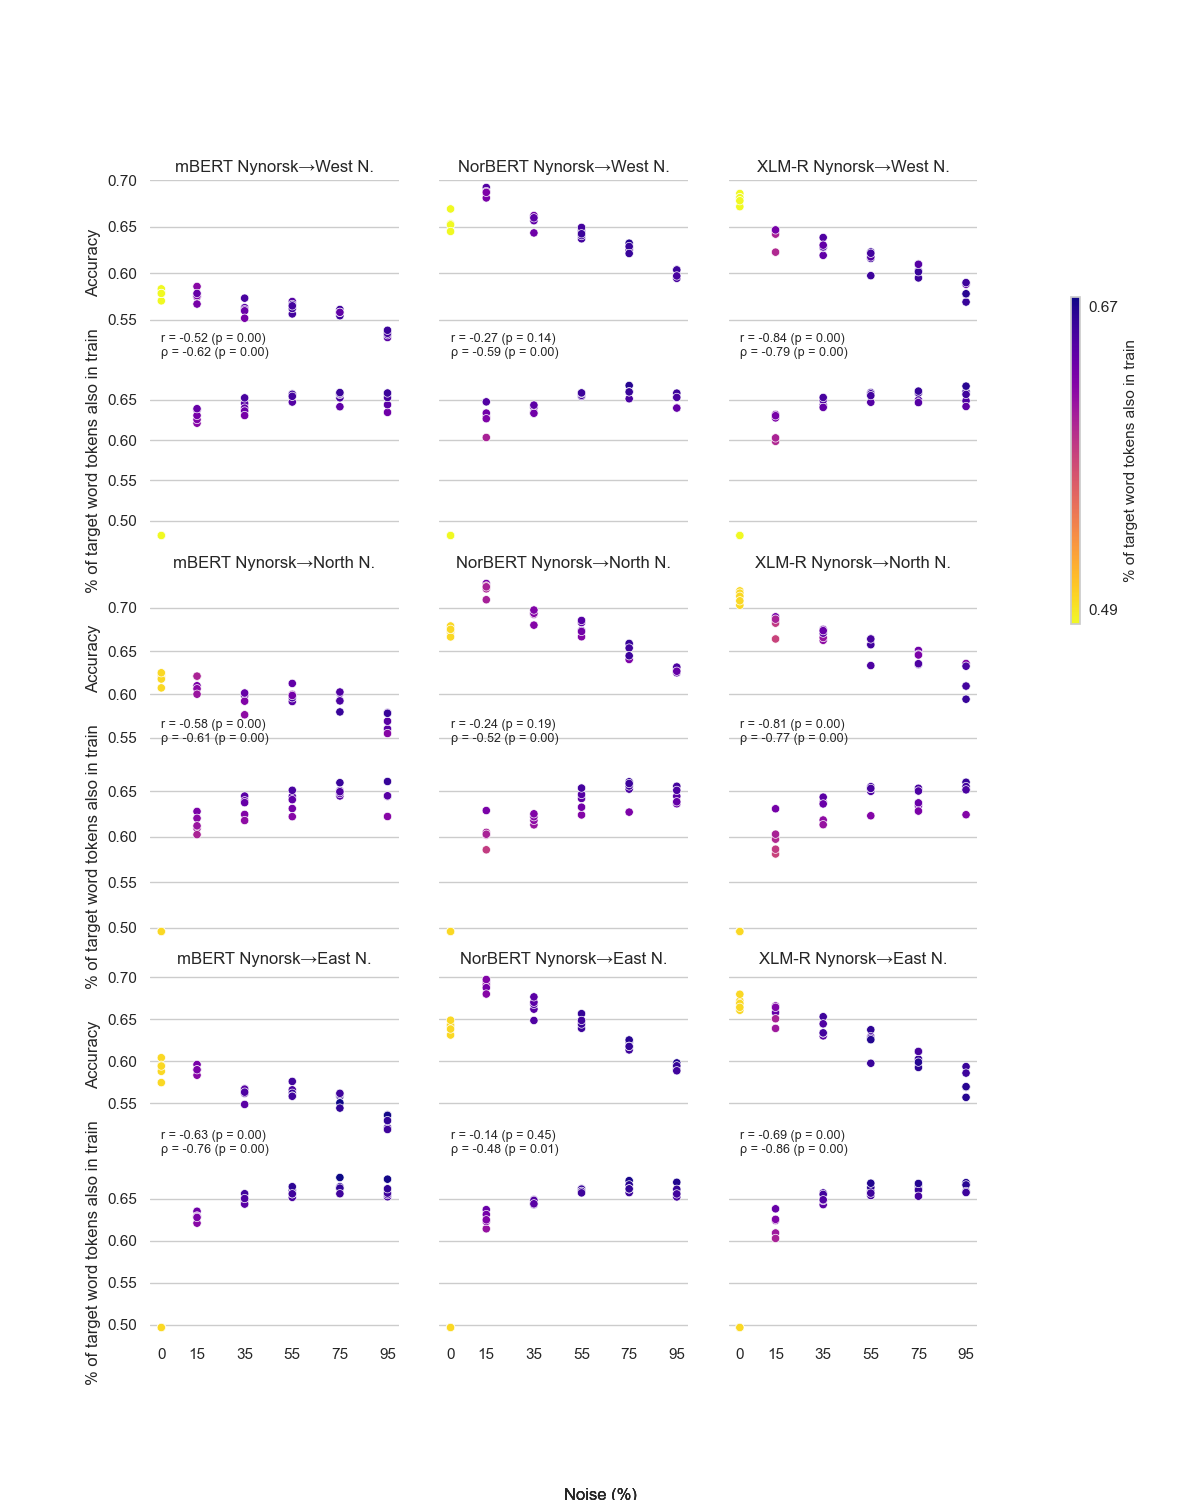 mBERT Nynorsk→West N.
NorBERT Nynorsk→West N.
XLM-R Nynorsk→West N.
Accuracy
0.70
0.65
0.60
0.55
r = -0.52 (p = 0.00)
ρ = -0.62 (p = 0.00)
r = -0.27 (p = 0.14)
ρ = -0.59 (p = 0.00)
r = -0.84 (p = 0.00)
ρ = -0.79 (p = 0.00)
% of target word tokens also in train
0.65
0.60
0.55
0.50
mBERT Nynorsk→North N.
NorBERT Nynorsk→North N.
XLM-R Nynorsk→North N.
Accuracy
0.70
0.65
0.60
0.55
r = -0.58 (p = 0.00)
ρ = -0.61 (p = 0.00)
r = -0.24 (p = 0.19)
ρ = -0.52 (p = 0.00)
r = -0.81 (p = 0.00)
ρ = -0.77 (p = 0.00)
% of target word tokens also in train
0.65
0.60
0.55
0.50
mBERT Nynorsk→East N.
NorBERT Nynorsk→East N.
XLM-R Nynorsk→East N.
Accuracy
0.70
0.65
0.60
0.55
r = -0.63 (p = 0.00)
ρ = -0.76 (p = 0.00)
r = -0.14 (p = 0.45)
ρ = -0.48 (p = 0.01)
r = -0.69 (p = 0.00)
ρ = -0.86 (p = 0.00)
% of target word tokens also in train
0.65
0.60
0.55
0.50
0 15 35 55 75 95
0 15 35 55 75 95
0 15 35 55 75 95
Noise (%)
0.67
0.49
% of target word tokens also in train